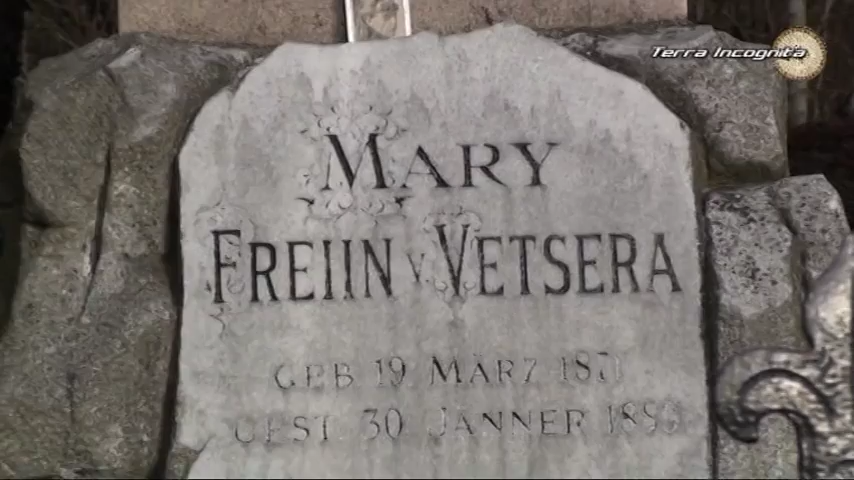 Terra Incognita
MARY
FREIIN v. VETSERA
GEB 19 MÄRZ 1871
GEST. 30 JÄNNER 1889